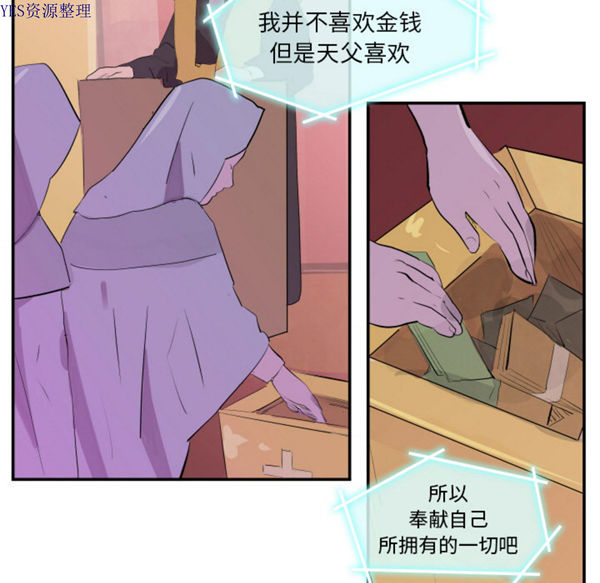 YES资源整理
我并不喜欢金钱
但是天父喜欢
所以
奉献自己
所拥有的一切吧